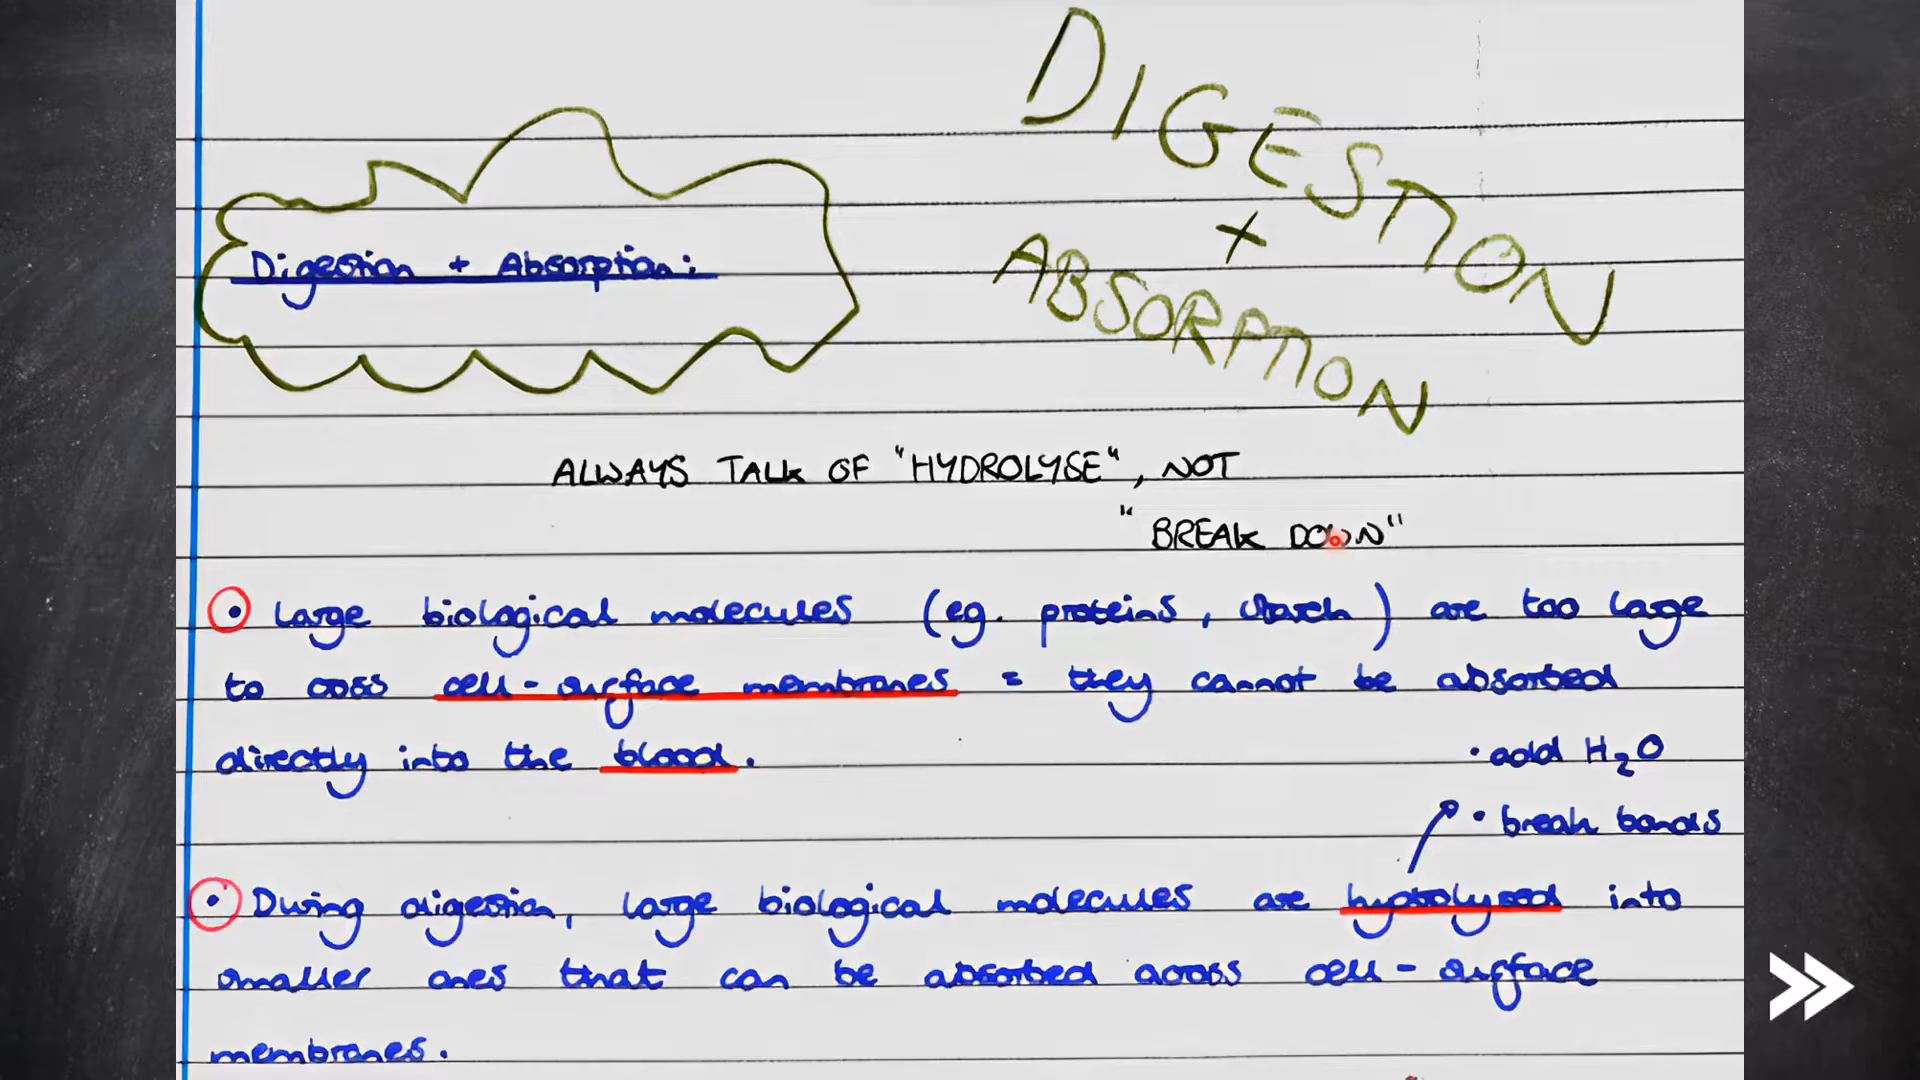 DIGESTION
+
ABSORPTION
Digestion + Absorption:
ALWAYS TALK OF "HYDROLYSE", NOT
"BREAK DOWN"
• Large biological molecules (eg. proteins, starch) are too large
to cross cell-surface membranes = they cannot be absorbed
directly into the blood.
• add H₂O
• break bonds
• During digestion, large biological molecules are hydrolysed into
smaller ones that can be absorbed across cell-surface
membranes.